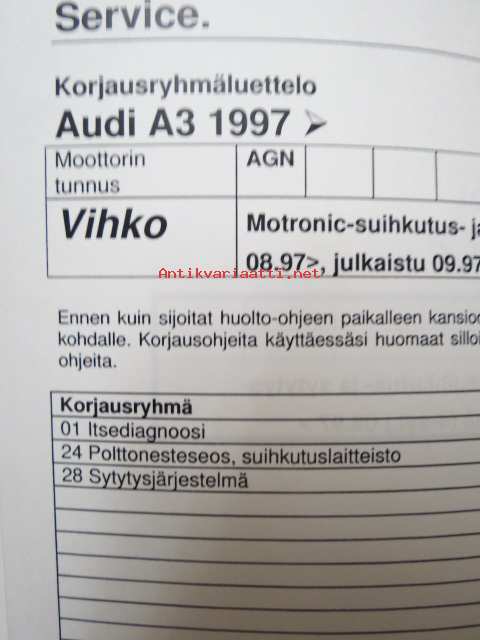 Service.
Korjausryhmäluettelo
Audi A3 1997 ➢
Moottorin
tunnus
AGN
Vihko
Motronic-suihkutus- ja
08.97>, julkaistu 09.97
Antikvariaatti.net
Ennen kuin sijoitat huolto-ohjeen paikalleen
kohdalle. Korjausohjeita käyttäessäsi huomaat
ohjeita.
Korjausryhmä
01 Itsediagnoosi
24 Polttonesteseos, suihkutuslaitteisto
28 Sytytysjärjestelmä